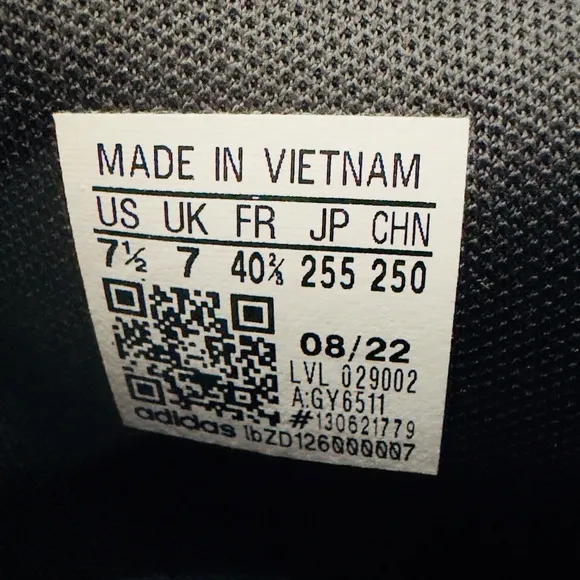 MADE IN VIETNAM
US UK FR JP CHN
7½ 7 40⅔ 255 250
08/22
LVL 029002
A:GY6511
#130621779
adidas lbZD126000007